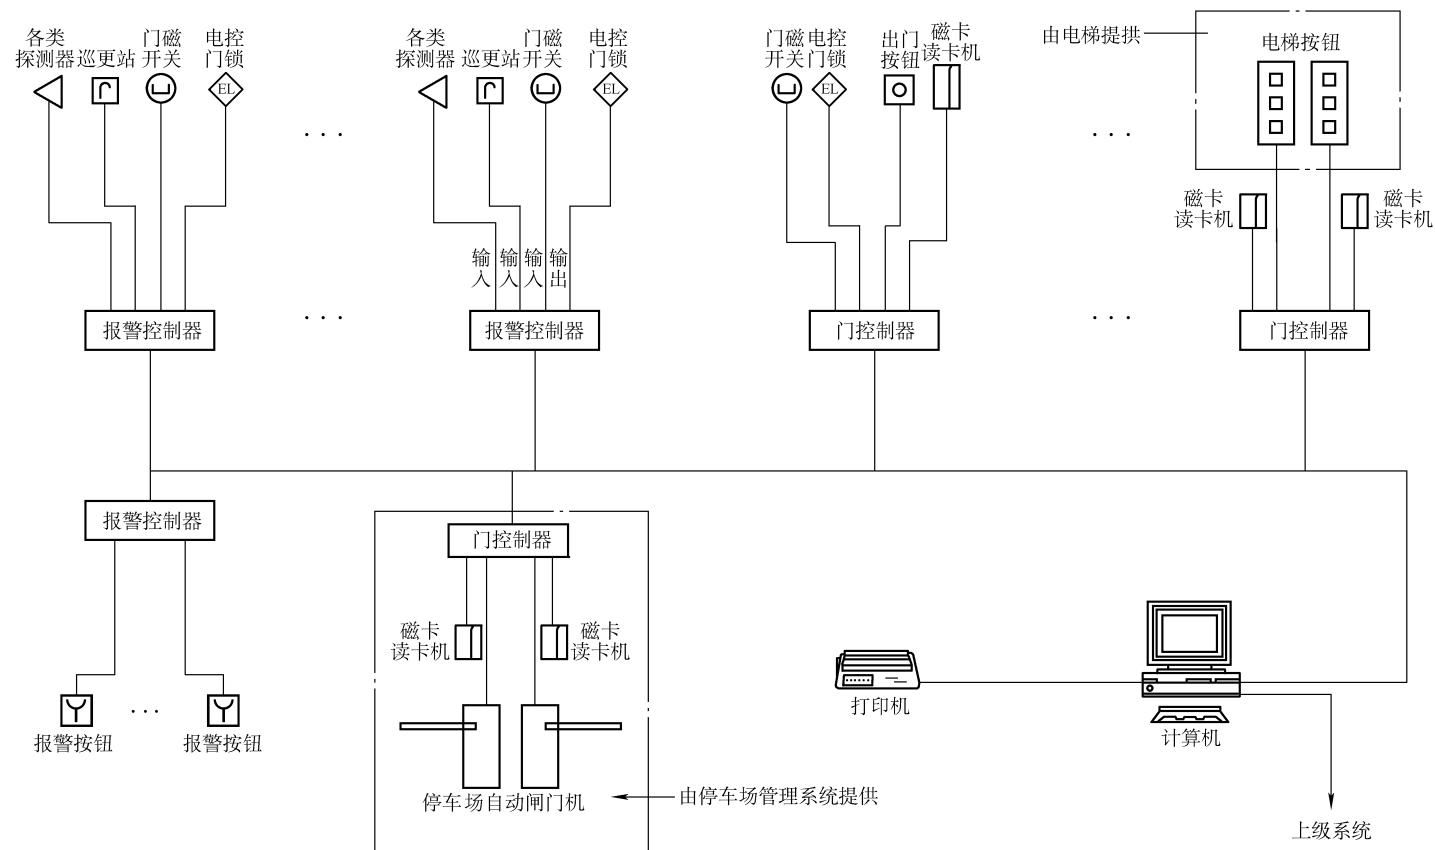 各类
探测器
巡更站
门磁
开关
电控
门锁
EL
各类
探测器
巡更站
门磁
开关
电控
门锁
EL
门磁
开关
电控
门锁
EL
出门
按钮
磁卡
读卡机
由电梯提供
电梯按钮
磁卡
读卡机
磁卡
读卡机
输入
输入
输入
输出
报警控制器
报警控制器
门控制器
门控制器
报警控制器
门控制器
磁卡
读卡机
磁卡
读卡机
报警按钮
报警按钮
停车场自动闸门机
由停车场管理系统提供
打印机
计算机
上级系统